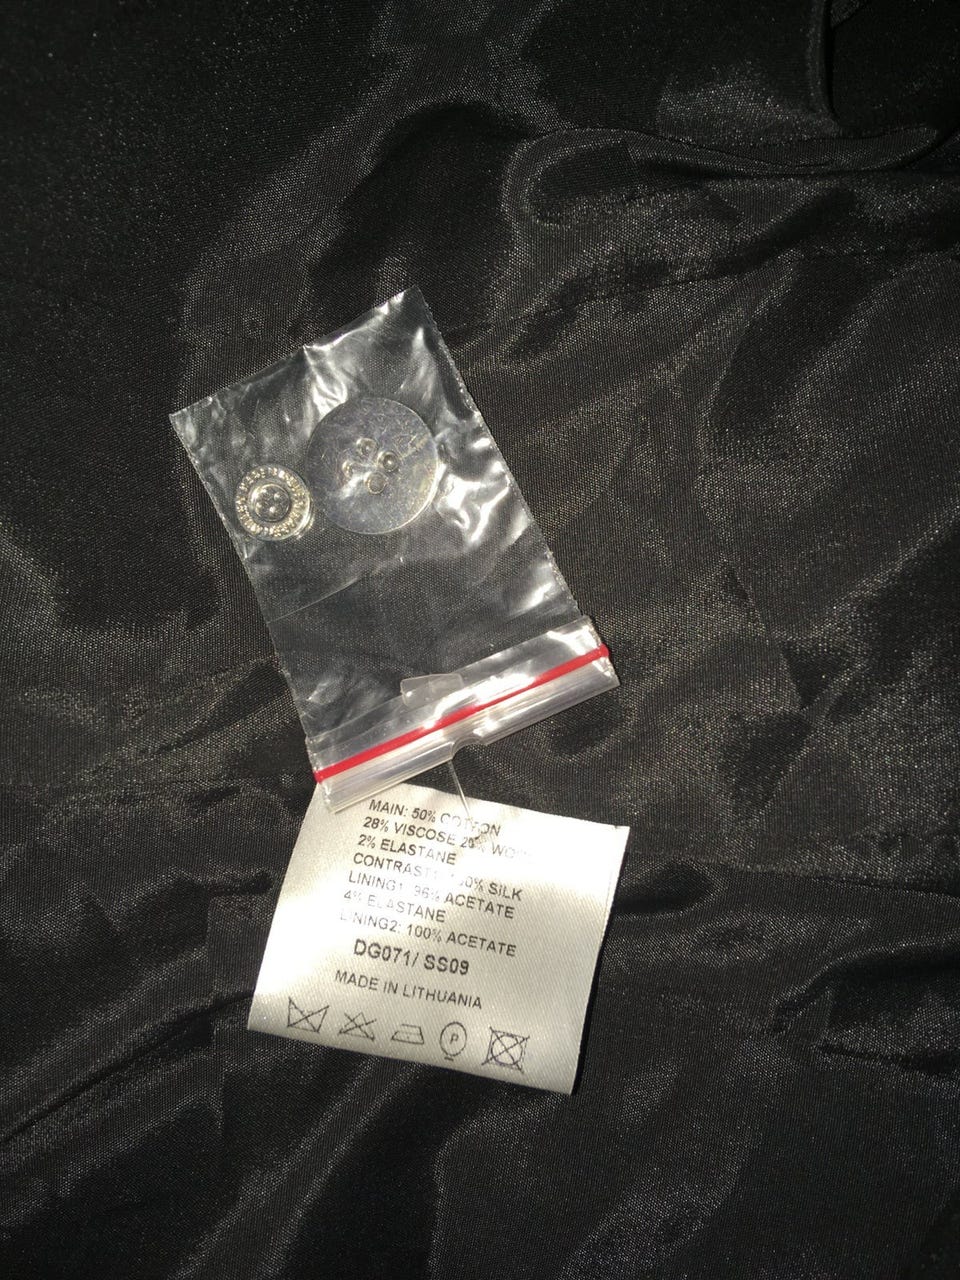 MAIN: 50% COTTON
28% VISCOSE 20%
2% ELASTANE
CONTRAST1: 100% SILK
LINING1: 96% ACETATE
4% ELASTANE
LINING2: 100% ACETATE
DG071/ SS09
MADE IN LITHUANIA
P